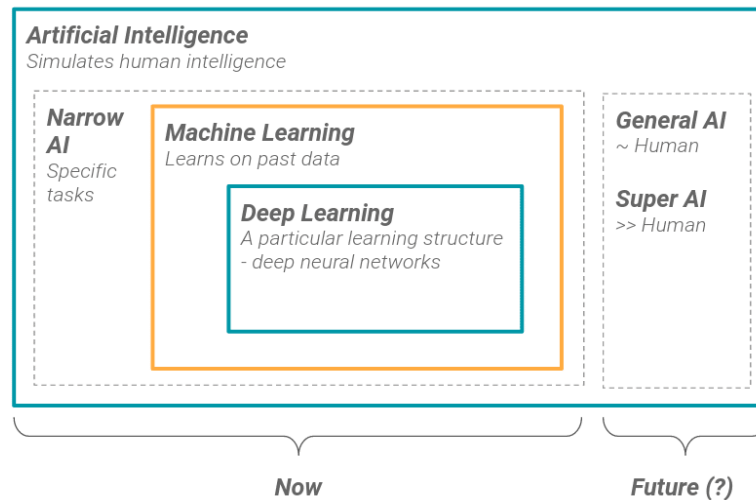 Artificial Intelligence
Simulates human intelligence
Narrow
AI
Specific
tasks
Machine Learning
Learns on past data
Deep Learning
A particular learning structure
- deep neural networks
General AI
~ Human
Super AI
>> Human
Now
Future (?)